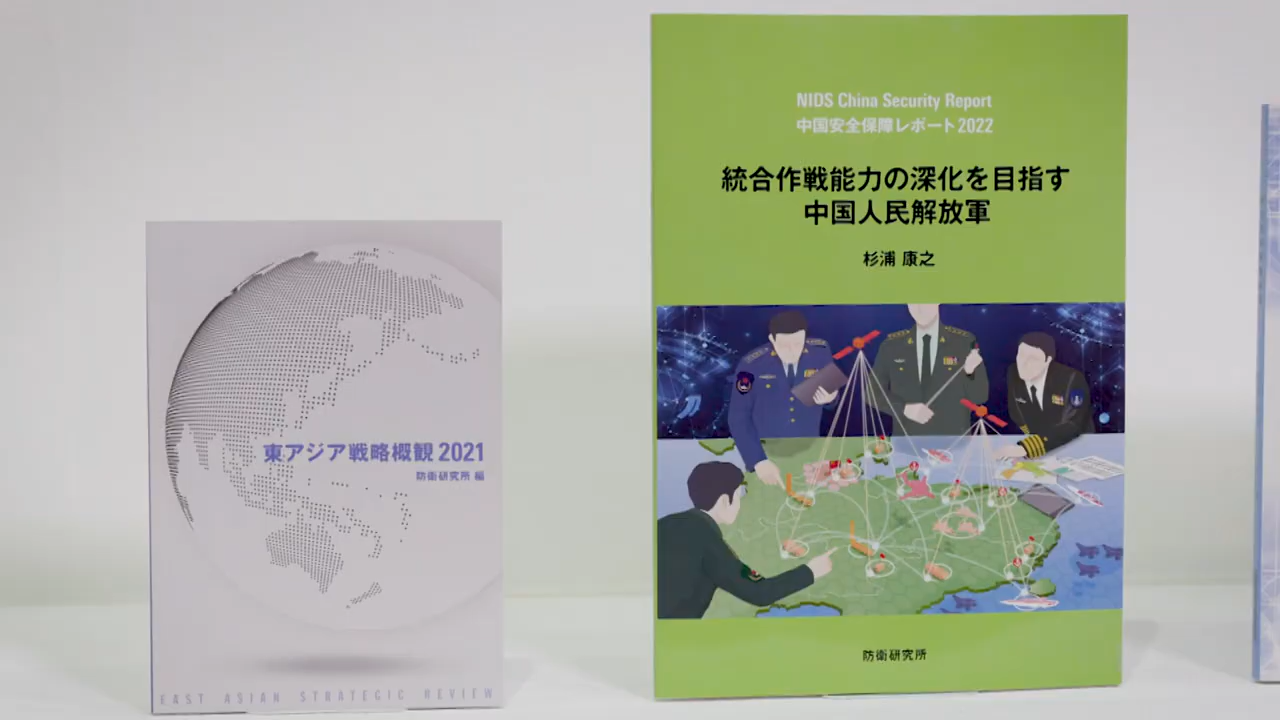 東アジア戦略概観 2021
防衛研究所 編
EAST ASIAN STRATEGIC REVIEW
NIDS China Security Report
中国安全保障レポート 2022
統合作戦能力の深化を目指す
中国人民解放軍
杉浦 康之
防衛研究所